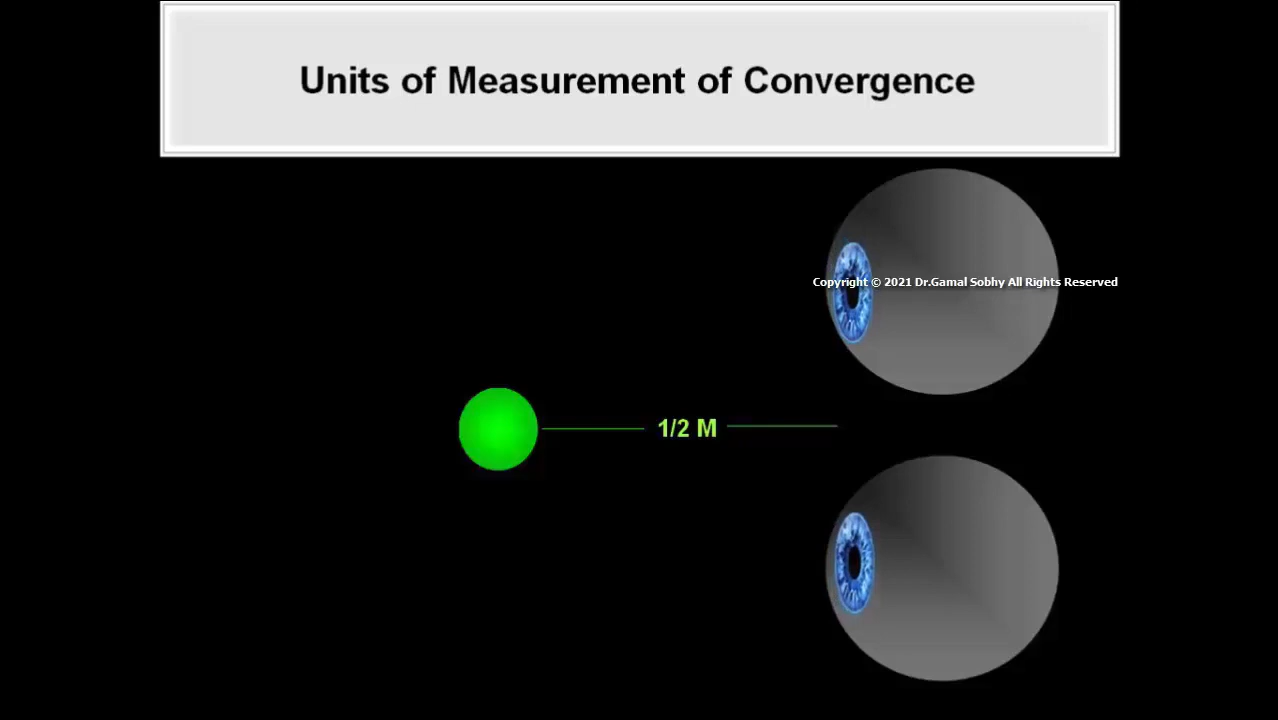 Units of Measurement of Convergence
Copyright © 2021 Dr.Gamal Sobhy All Rights Reserved
1/2 M